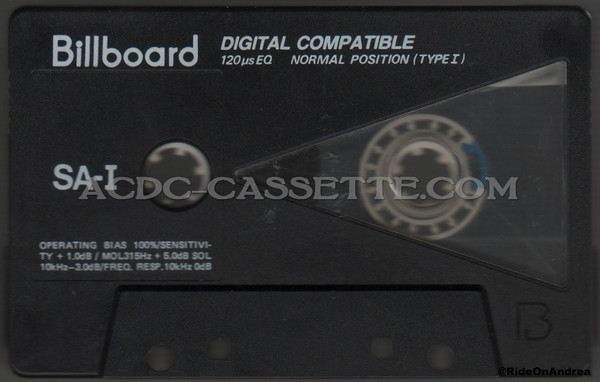 Billboard
DIGITAL COMPATIBLE
120µs EQ NORMAL POSITION (TYPE I)
SA-I
ACDC-CASSETTE.COM
OPERATING BIAS 100%/SENSITIVI-
TY + 1.0dB / MOL315Hz + 5.0dB SOL
10kHz–3.0dB/FREQ. RESP. 10kHz 0dB
B
@RideOnAndrea